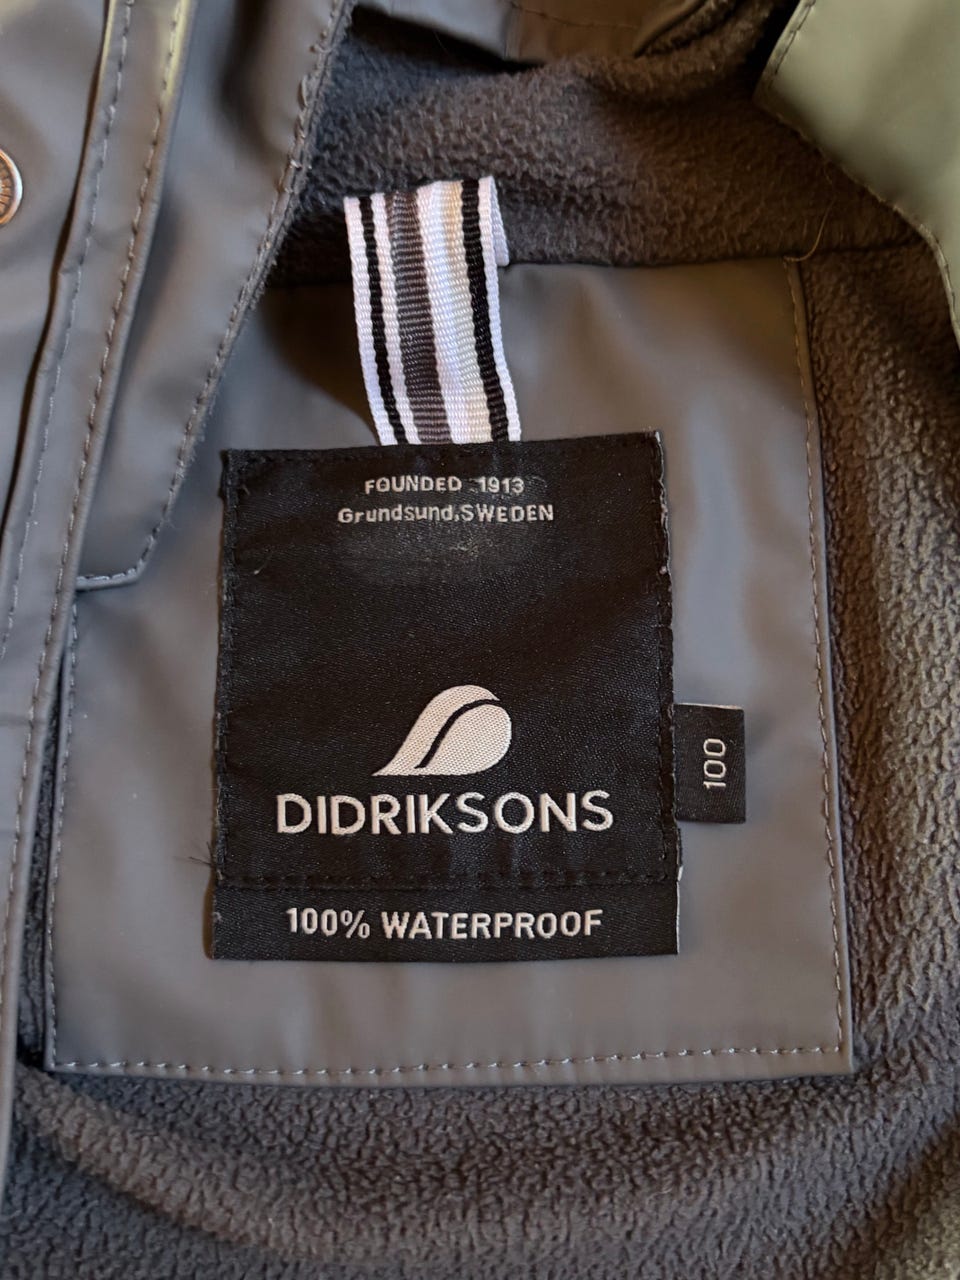 FOUNDED 1913
Grundsund,SWEDEN
DIDRIKSONS
100
100% WATERPROOF